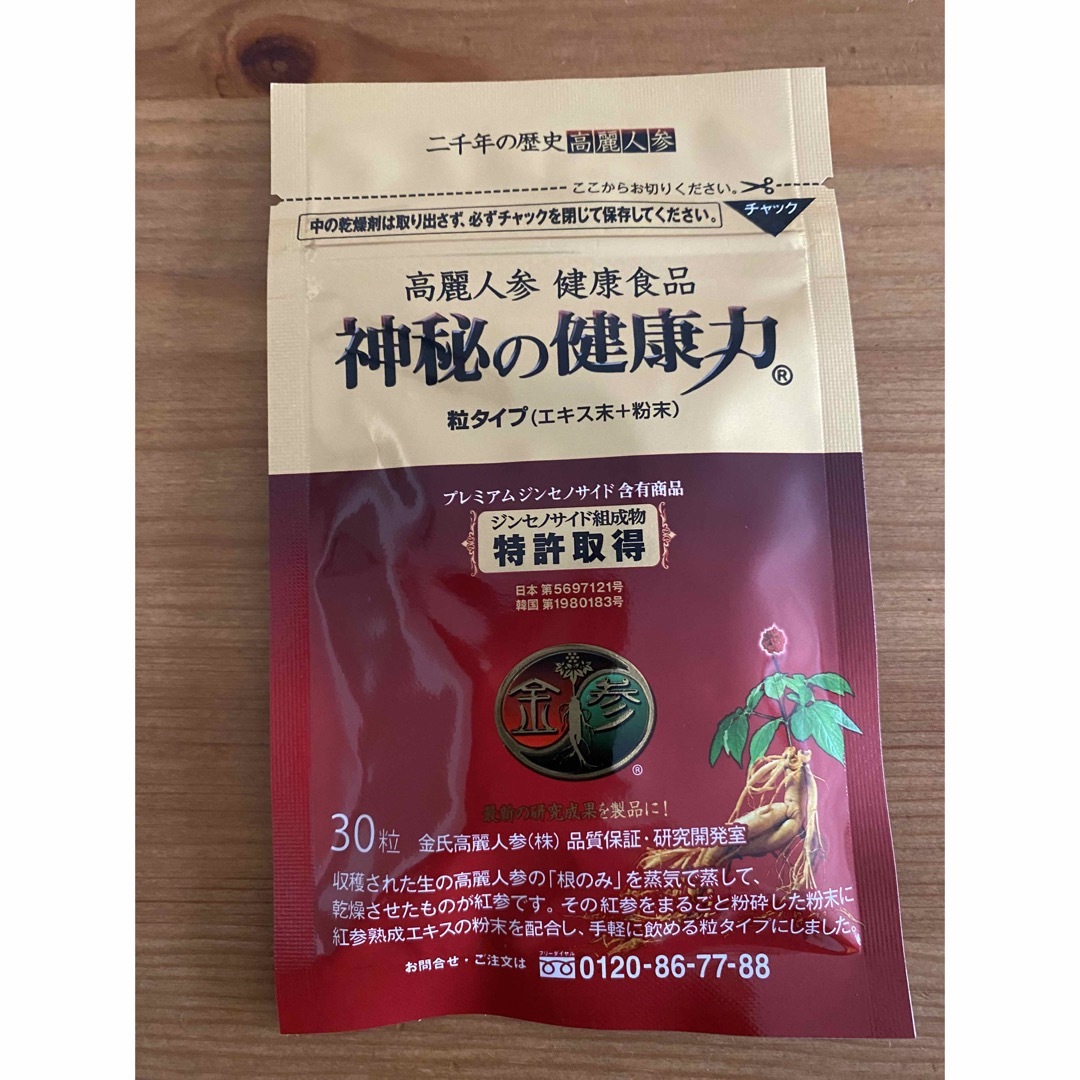 二千年の歴史高麗人参
ここからお切りください。
中の乾燥剤は取り出さず、必ずチャックを閉じて保存してください。
チャック
高麗人参 健康食品
神秘の健康力®
粒タイプ(エキス末+粉末)
プレミアムジンセノサイド含有商品
ジンセノサイド組成物
特許取得
日本 第5697121号
韓国 第1980183号
金参
®
最新の研究成果を製品に!
30粒 金氏高麗人参(株) 品質保証・研究開発室
収穫された生の高麗人参の「根のみ」を蒸気で蒸して、
乾燥させたものが紅参です。その紅参をまるごと粉砕した粉末に
紅参熟成エキスの粉末を配合し、手軽に飲める粒タイプにしました。
お問合せ・ご注文は フリーダイヤル 0120-86-77-88